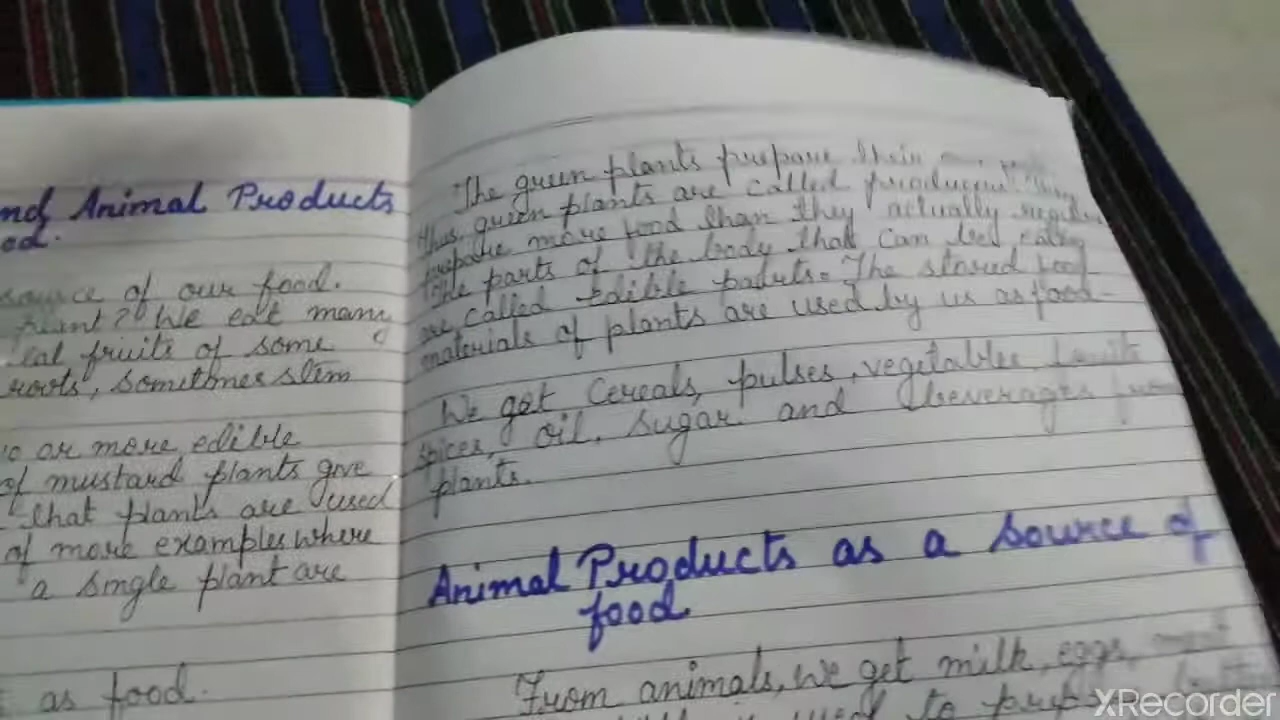 nd Animal Products
od.
source of our food.
plant? We eat many
eat fruits of some
roots, sometimes stem
o or more edible
of mustard plants give
that plants are used
of more examples where
a single plant are
as food.
The green plants prepare their
thus green plants are called producers They
prepare more food than they actually
The parts of the body that can be
are called edible The stored food
materials of plants are used by us as food
We get Cereals, pulses, vegetables fruits
spices, oil, sugar and beverages from
plants.
Animal Products as a source of
food
From animals, we get milk, eggs, meat
used to
XRecorder